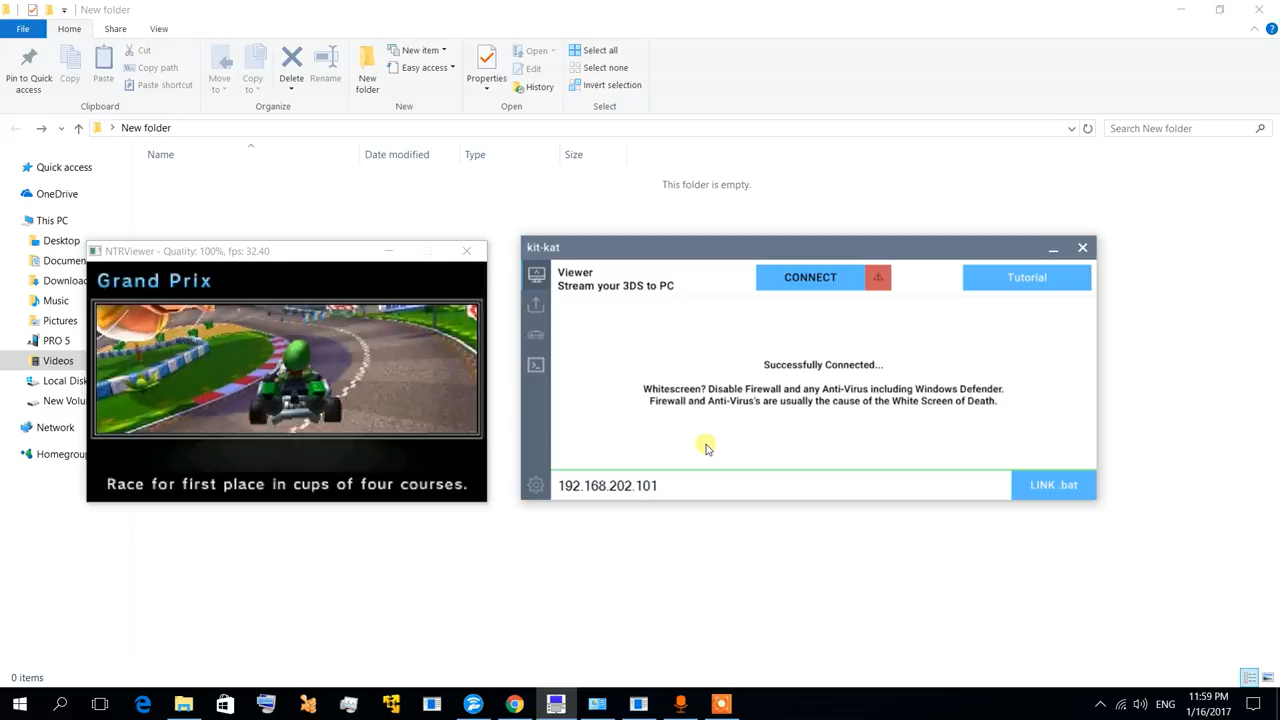 New folder
File
Home
Share
View
Pin to Quick access
Copy
Paste
Cut
Copy path
Paste shortcut
Clipboard
Move to
Copy to
Delete
Rename
Organize
New folder
New item
Easy access
New
Properties
Open
Edit
History
Open
Select all
Select none
Invert selection
Select
New folder
Search New folder
Name
Date modified
Type
Size
This folder is empty.
Quick access
OneDrive
This PC
Desktop
Documen
Downloa
Music
Pictures
PRO 5
Videos
Local Disk
New Volu
Network
Homegroup
NTRViewer - Quality: 100%, fps: 32.40
Grand Prix
Race for first place in cups of four courses.
kit-kat
Viewer
Stream your 3DS to PC
CONNECT
Tutorial
Successfully Connected...
Whitescreen? Disable Firewall and any Anti-Virus including Windows Defender.
Firewall and Anti-Virus's are usually the cause of the White Screen of Death.
192.168.202.101
LINK .bat
0 items
ENG
11:59 PM
1/16/2017